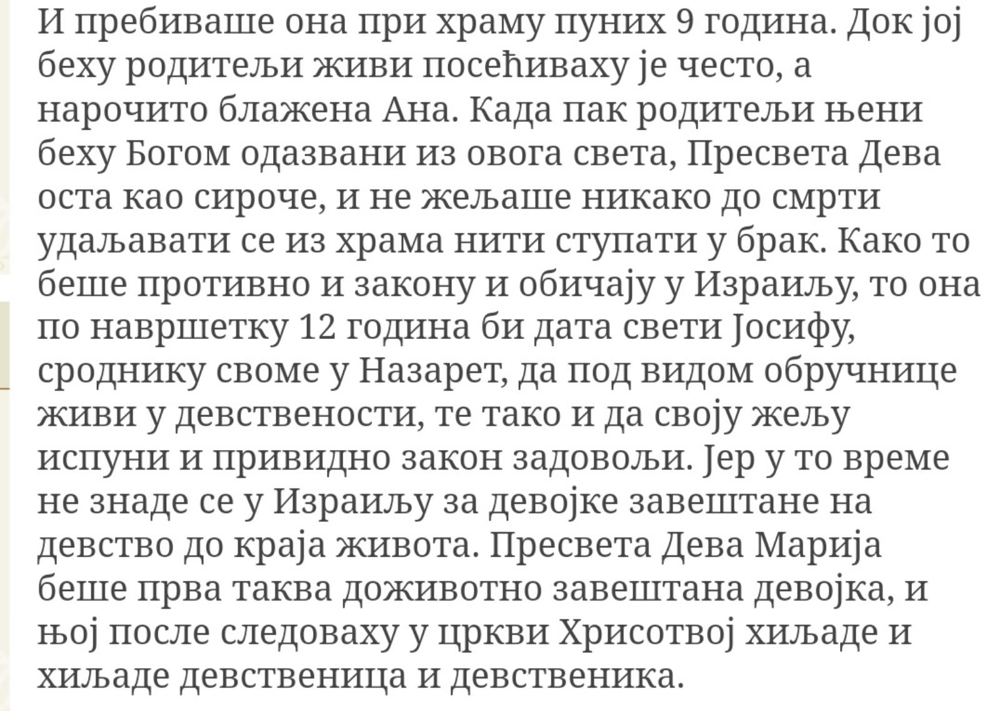 И пребиваше она при храму пуних 9 година. Док јој
беху родитељи живи посећиваху је често, а
нарочито блажена Ана. Када пак родитељи њени
беху Богом одазвани из овога света, Пресвета Дева
оста као сироче, и не жељаше никако до смрти
удаљавати се из храма нити ступати у брак. Како то
беше противно и закону и обичају у Израиљу, то она
по навршетку 12 година би дата свети Јосифу,
сроднику своме у Назарет, да под видом обручнице
живи у девствености, те тако и да своју жељу
испуни и привидно закон задовољи. Јер у то време
не знаде се у Израиљу за девојке завештане на
девство до краја живота. Пресвета Дева Марија
беше прва таква доживотно завештана девојка, и
њој после следоваху у цркви Хрисотвој хиљаде и
хиљаде девственица и девственика.